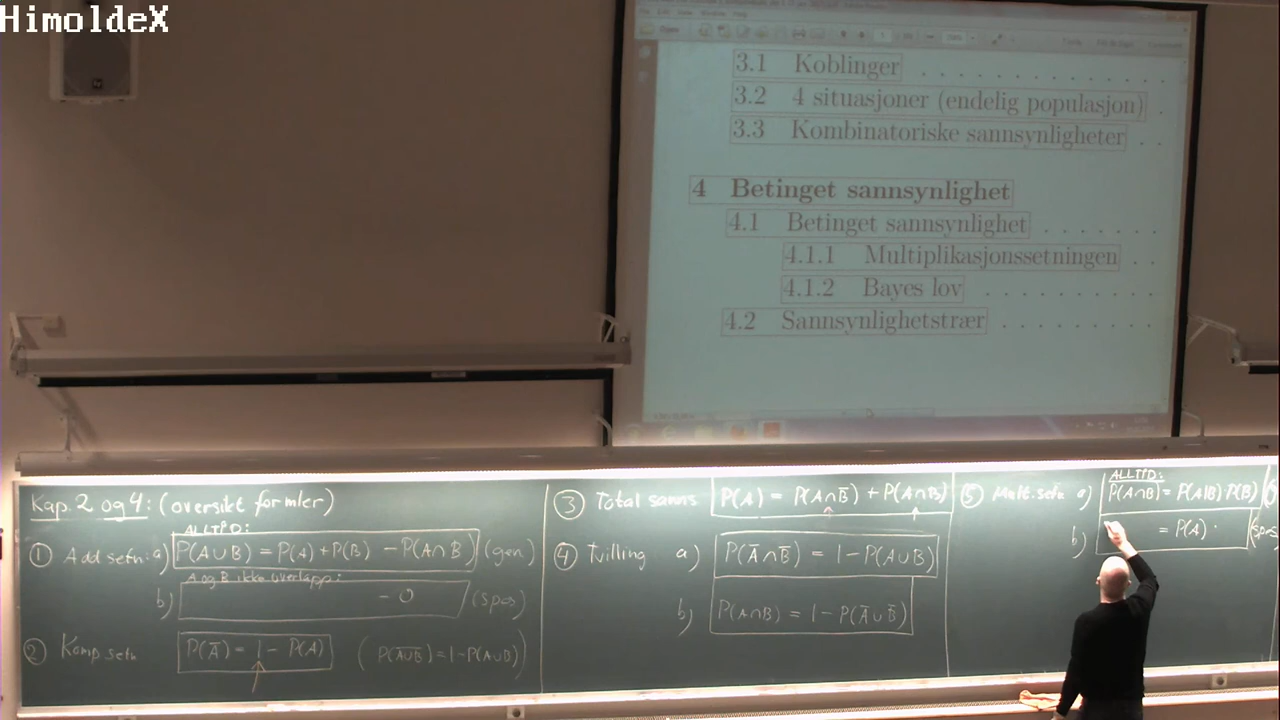 HimoldeX
3.1 Koblinger
3.2 4 situasjoner (endelig populasjon)
3.3 Kombinatoriske sannsynligheter
4 Betinget sannsynlighet
4.1 Betinget sannsynlighet
4.1.1 Multiplikasjonssetningen
4.1.2 Bayes lov
4.2 Sannsynlighetstrær
Kap. 2 og 4: (oversikt formler)
ALLTID:
① Add setn: a) P(A∪B) = P(A) + P(B) - P(A∩B) (gen)
A og B ikke overlapp:
b) - 0 (spes)
② Komp. setn P(A̅) = 1 - P(A) (P(A̅∪̅B̅) = 1-P(A∪B))
③ Total sanns P(A) = P(A∩B̅) + P(A∩B)
④ Tvilling a) P(A̅∩B̅) = 1 - P(A∪B)
b) P(A∩B) = 1 - P(A̅∪B̅)
ALLTID:
⑤ Mult. setn a) P(A∩B) = P(A|B)·P(B)
b) = P(A) · (spes